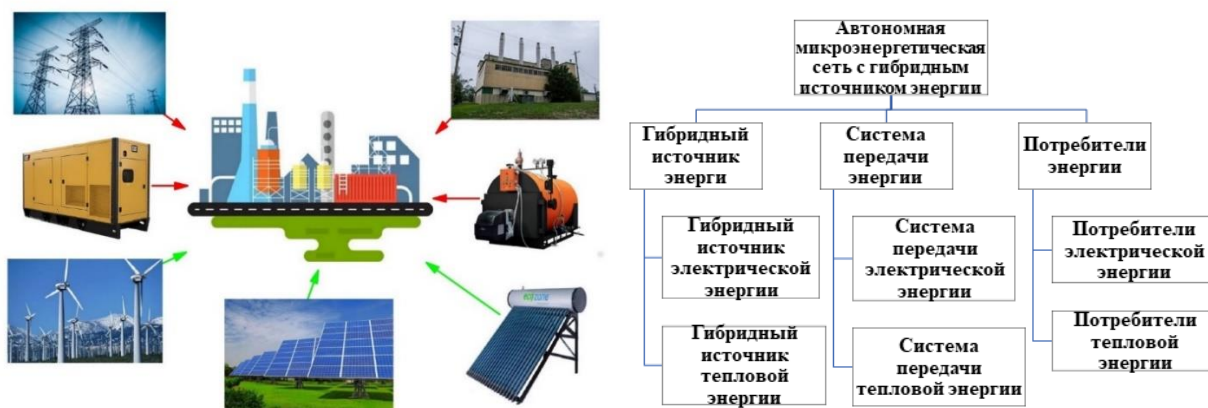 Автономная
микроэнергетическая
сеть с гибридным
источником энергии
Гибридный
источник
энерги
Система
передачи
энергии
Потребители
энергии
Гибридный
источник
электрической
энергии
Система
передачи
электрической
энергии
Потребители
электрической
энергии
Гибридный
источник
тепловой
энергии
Система
передачи
тепловой энергии
Потребители
тепловой
энергии